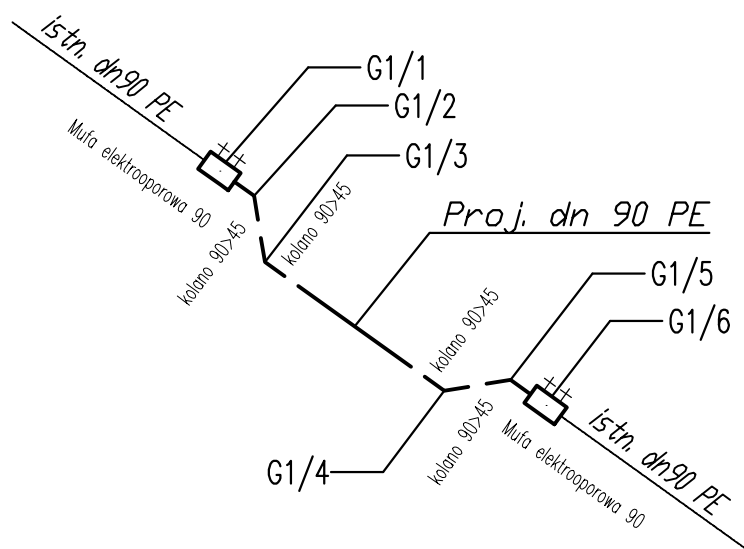 istn. dn90 PE
G1/1
G1/2
Mufa elektrooporowa 90
G1/3
kolano 90>45
kolano 90>45
Proj. dn 90 PE
G1/5
kolano 90>45
G1/6
kolano 90>45
Mufa elektrooporowa 90
istn. dn90 PE
G1/4